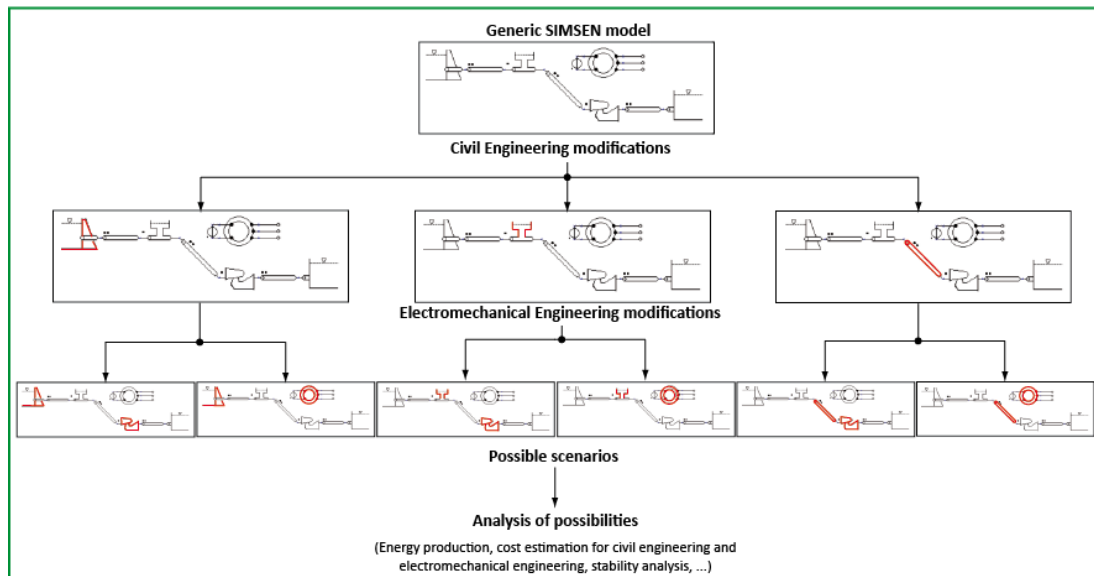 Generic SIMSEN model
Civil Engineering modifications
Electromechanical Engineering modifications
Possible scenarios
Analysis of possibilities
(Energy production, cost estimation for civil engineering and
electromechanical engineering, stability analysis, ...)